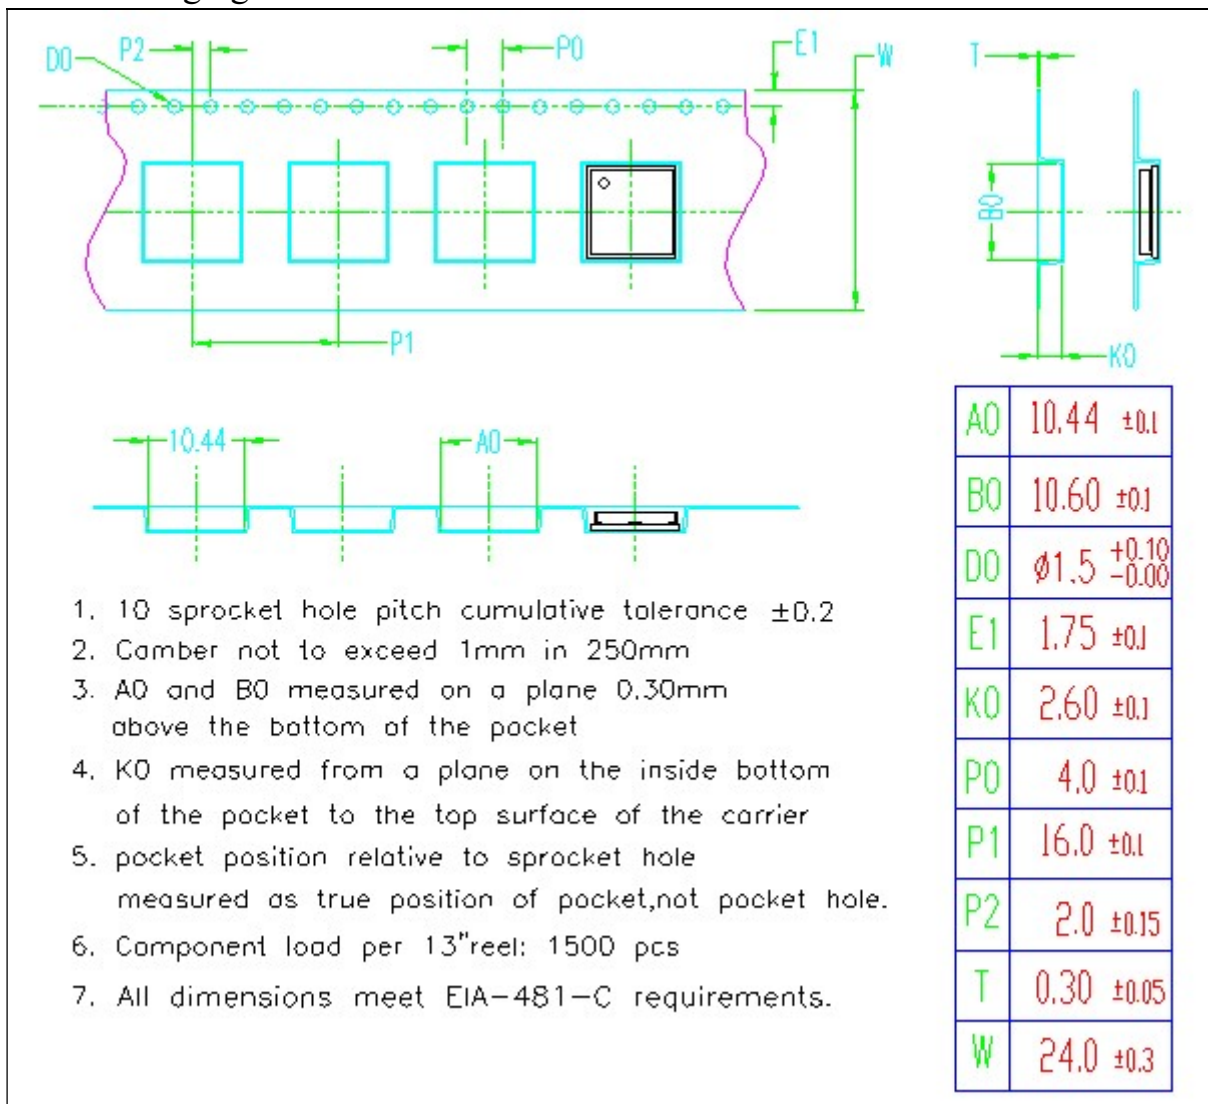 D0 P2 P0 E1 W T
B0
P1
K0
10.44 A0
A0 10.44 ±0.1
B0 10.60 ±0.1
D0 Ø1.5 +0.10 -0.00
E1 1.75 ±0.1
K0 2.60 ±0.1
P0 4.0 ±0.1
P1 16.0 ±0.1
P2 2.0 ±0.15
T 0.30 ±0.05
W 24.0 ±0.3
1. 10 sprocket hole pitch cumulative tolerance ±0.2
2. Camber not to exceed 1mm in 250mm
3. A0 and B0 measured on a plane 0.30mm
above the bottom of the pocket
4. K0 measured from a plane on the inside bottom
of the pocket to the top surface of the carrier
5. pocket position relative to sprocket hole
measured as true position of pocket,not pocket hole.
6. Component load per 13"reel: 1500 pcs
7. All dimensions meet EIA-481-C requirements.